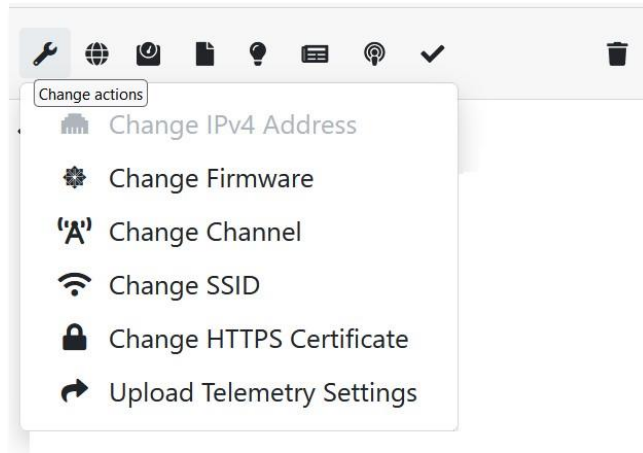 Change actions
Change IPv4 Address
Change Firmware
Change Channel
Change SSID
Change HTTPS Certificate
Upload Telemetry Settings